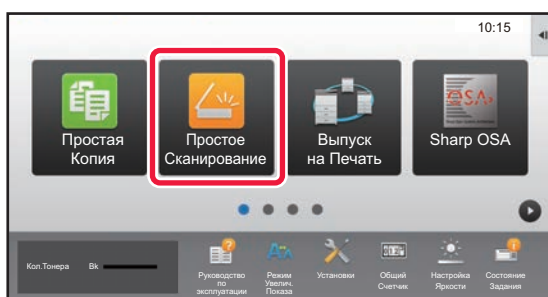 10:15
Простая
Копия
Простое
Сканирование
Выпуск
на Печать
OSA
Sharp OSA
Кол.Тонера Bk
Руководство
по
эксплуатации
Режим
Увелич.
Показа
Установки
Общий
Счетчик
Настройка
Яркости
Состояние
Задания